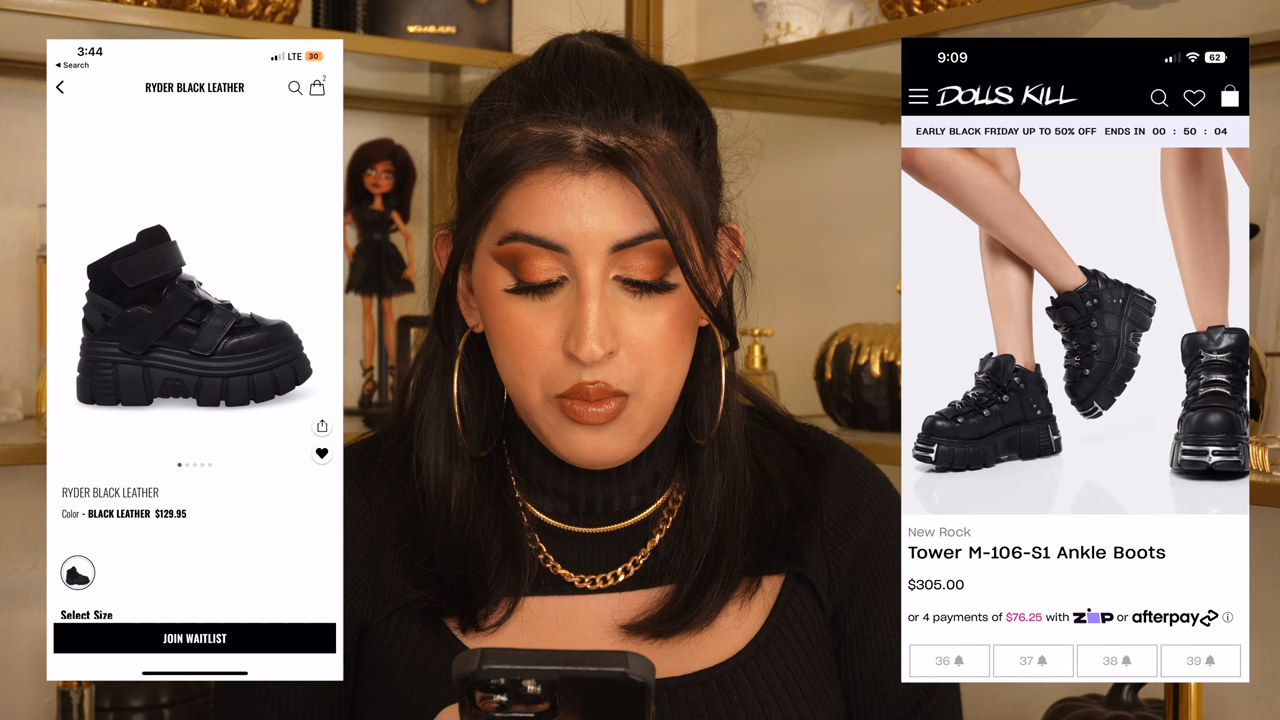 3:44
LTE 30
Search
RYDER BLACK LEATHER
2
RYDER BLACK LEATHER
Color - BLACK LEATHER $129.95
Select Size
JOIN WAITLIST
9:09
62
DOLLS KILL
EARLY BLACK FRIDAY UP TO 50% OFF ENDS IN 00 : 50 : 04
New Rock
Tower M-106-S1 Ankle Boots
$305.00
or 4 payments of $76.25 with ZIP or afterpay
36
37
38
39